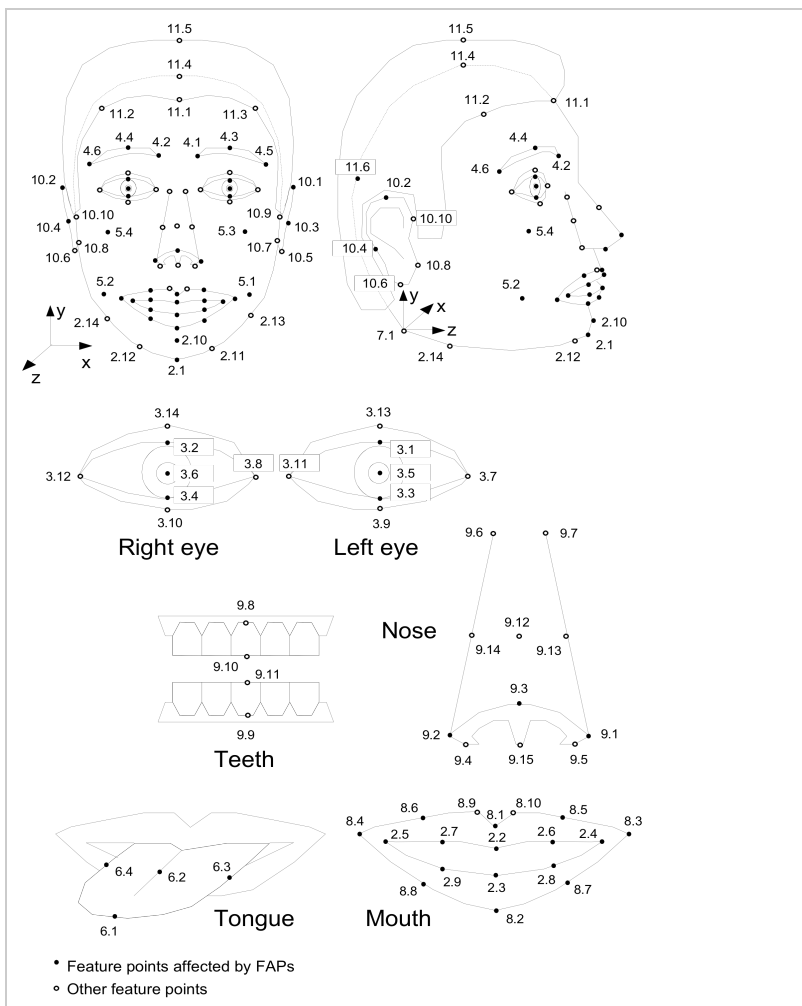 11.5
11.4
11.2 11.1 11.3
4.4 4.2 4.1 4.3
4.6 4.5
10.2 10.1
10.10 10.9
10.4 5.4 5.3 10.3
10.8 10.7
10.6 10.5
5.2 5.1
y
2.14 2.10 2.13
x
z 2.12 2.11
2.1
11.5
11.4
11.2 11.1
4.4
4.6 4.2
11.6
10.2
10.10
10.4 5.4
10.8
10.6
y 5.2
x
z 2.10
7.1 2.1
2.14 2.12
3.14
3.2
3.12 3.6 3.8
3.4
3.10
Right eye
3.13
3.1
3.11 3.5 3.7
3.3
3.9
Left eye
9.8
9.10
9.11
9.9
Teeth
9.6 9.7
Nose
9.12
9.14 9.13
9.3
9.2 9.1
9.4 9.15 9.5
6.4 6.2 6.3
6.1
Tongue
8.9 8.10
8.6 8.1 8.5
8.4 8.3
2.5 2.7 2.2 2.6 2.4
2.9 2.3 2.8
8.8 8.7
8.2
Mouth
Feature points affected by FAPs
Other feature points